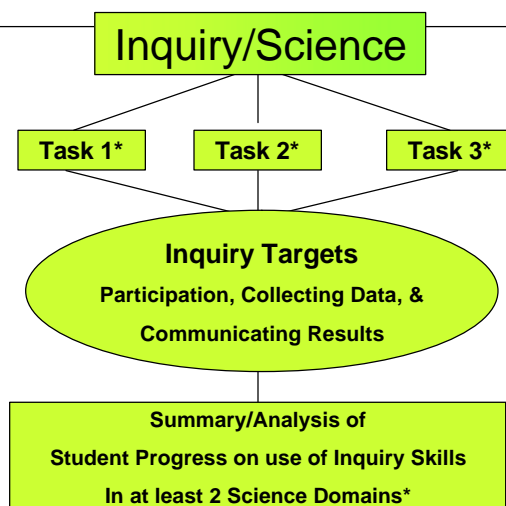 Inquiry/Science
Task 1*
Task 2*
Task 3*
Inquiry Targets
Participation, Collecting Data, &
Communicating Results
Summary/Analysis of
Student Progress on use of Inquiry Skills
In at least 2 Science Domains*